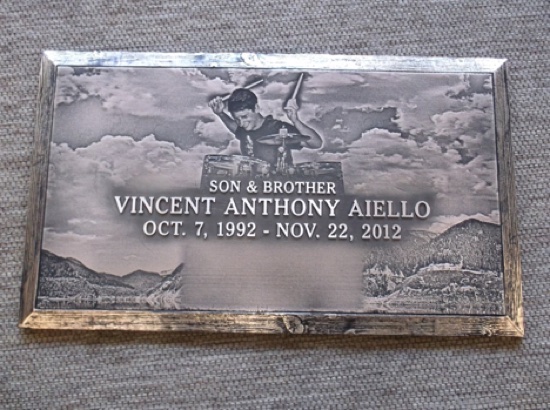 SON & BROTHER
VINCENT ANTHONY AIELLO
OCT. 7, 1992 - NOV. 22, 2012